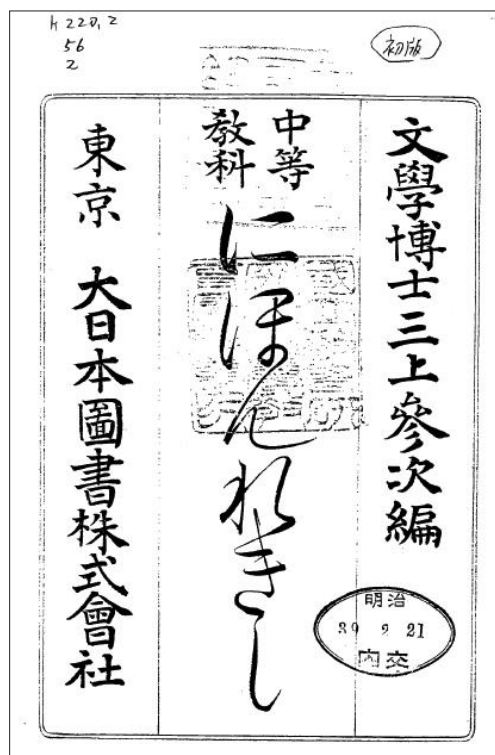 k220.2
56
2
初版
文學博士三上參次編
中等
教科
にほんれきし
東京 大日本圖書株式會社
明治
39 2 21
内交